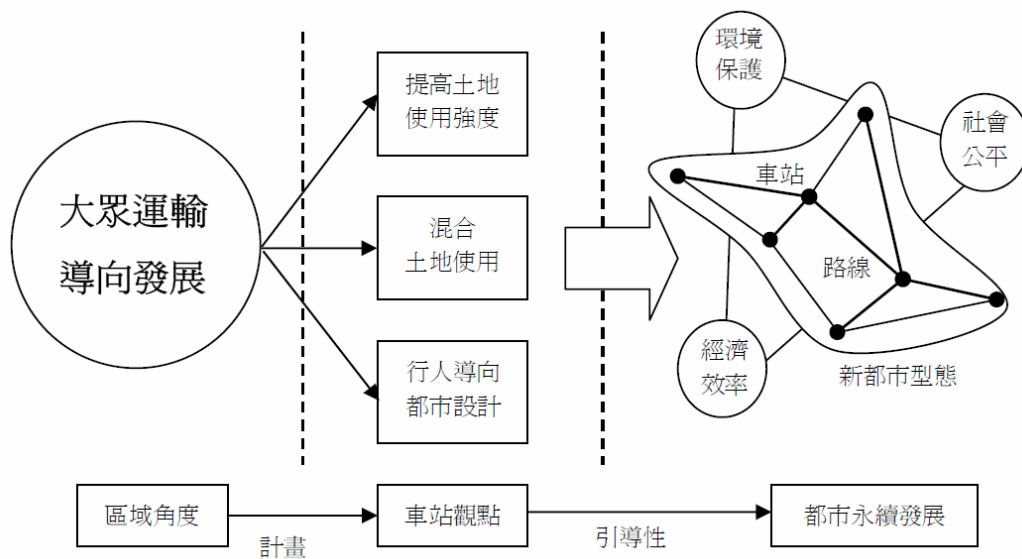 大眾運輸
導向發展
提高土地
使用強度
混合
土地使用
行人導向
都市設計
環境
保護
社會
公平
車站
路線
經濟
效率
新都市型態
區域角度
計畫
車站觀點
引導性
都市永續發展